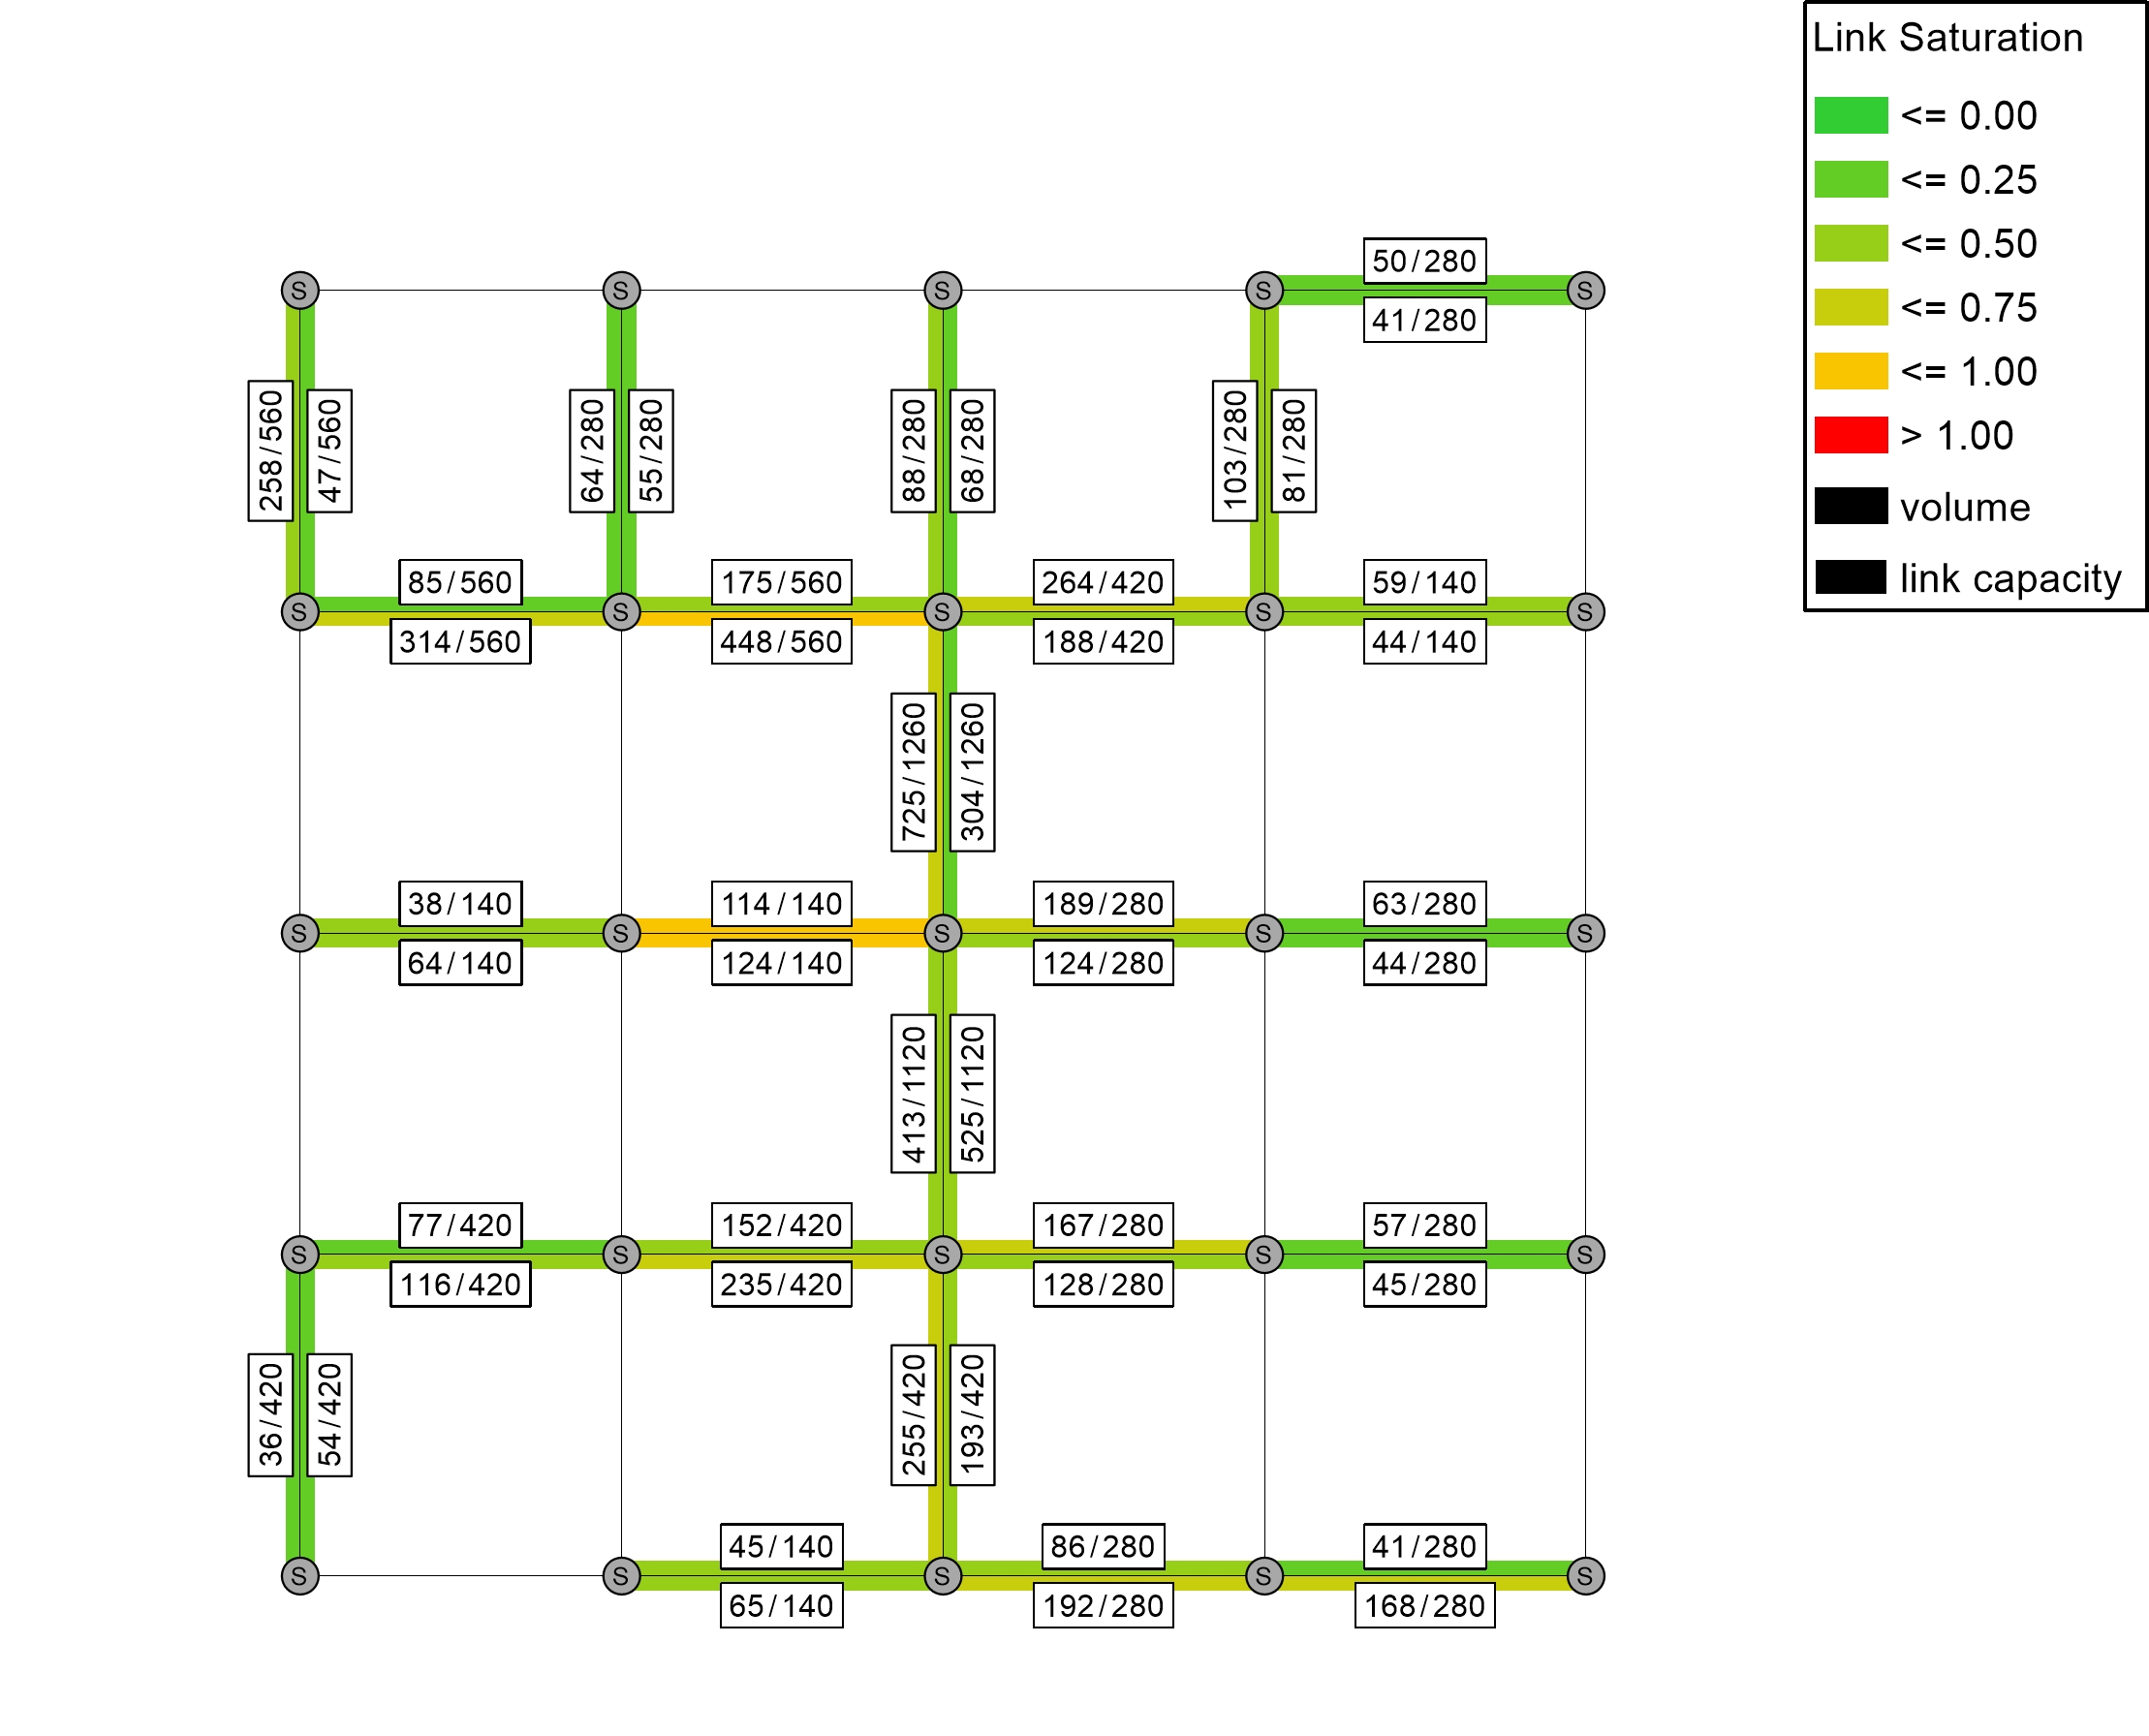 Link Saturation
<= 0.00
<= 0.25
<= 0.50
<= 0.75
<= 1.00
> 1.00
volume
link capacity
50/280
S
S
S
S
S
41/280
258/560
47/560
64/280
55/280
88/280
68/280
103/280
81/280
85/560
175/560
264/420
59/140
S
S
S
S
S
314/560
448/560
188/420
44/140
725/1260
304/1260
38/140
114/140
189/280
63/280
S
S
S
S
S
64/140
124/140
124/280
44/280
413/1120
525/1120
77/420
152/420
167/280
57/280
S
S
S
S
S
116/420
235/420
128/280
45/280
36/420
54/420
255/420
193/420
45/140
86/280
41/280
S
S
S
S
S
65/140
192/280
168/280